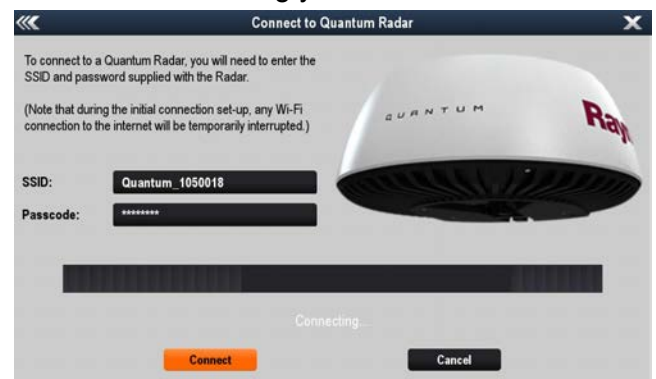 Connect to Quantum Radar
X
To connect to a Quantum Radar, you will need to enter the
SSID and password supplied with the Radar.
(Note that during the initial connection set-up, any Wi-Fi
connection to the internet will be temporarily interrupted.)
QUANTUM
Ray
SSID:
Quantum_1050018
Passcode:
********
Connecting...
Connect
Cancel